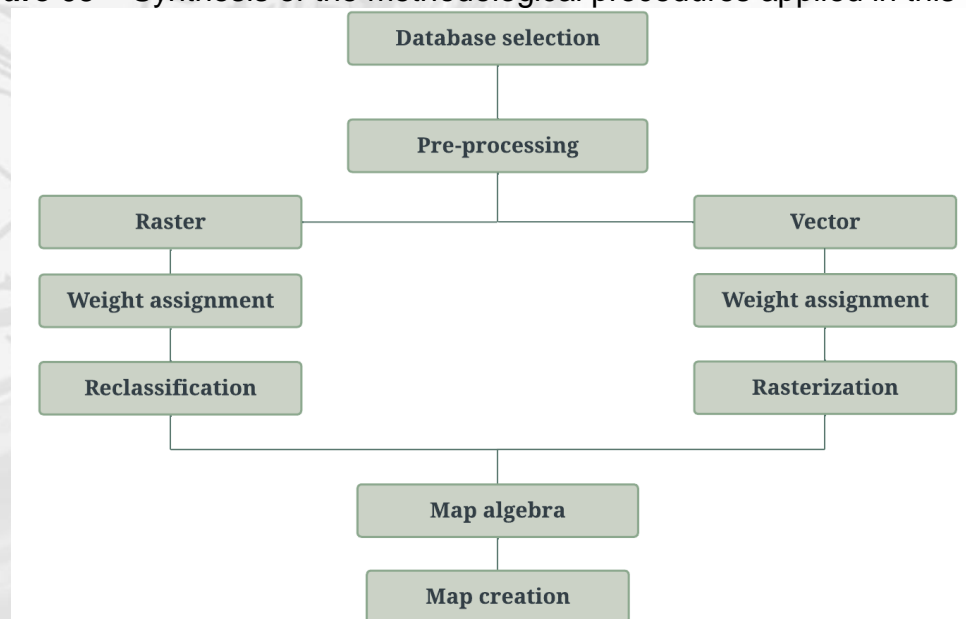 Synthesis of the methodological procedures applied in this
Database selection
Pre-processing
Raster
Vector
Weight assignment
Weight assignment
Reclassification
Rasterization
Map algebra
Map creation